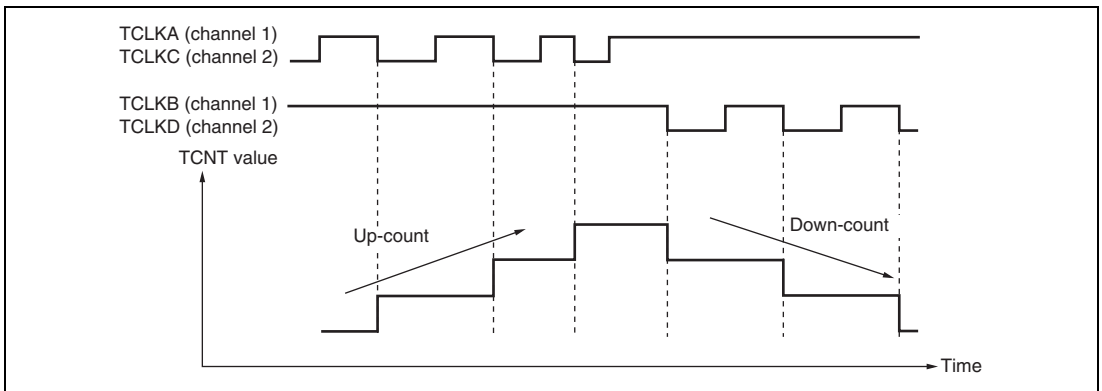 TCLKA (channel 1)
TCLKC (channel 2)
TCLKB (channel 1)
TCLKD (channel 2)
TCNT value
Up-count
Down-count
Time